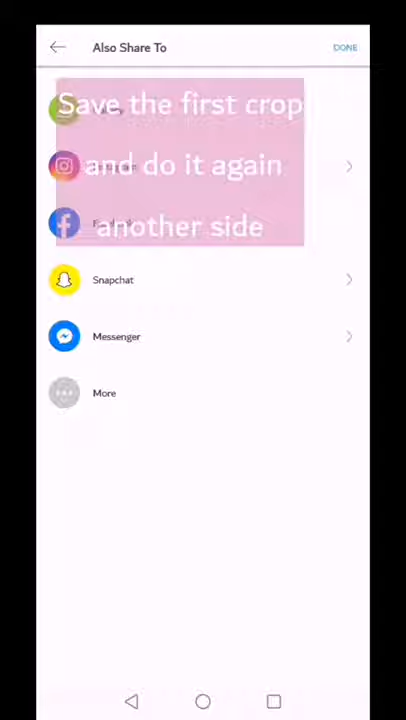 Also Share To
DONE
Save the first crop
and do it again
another side
Snapchat
Messenger
More